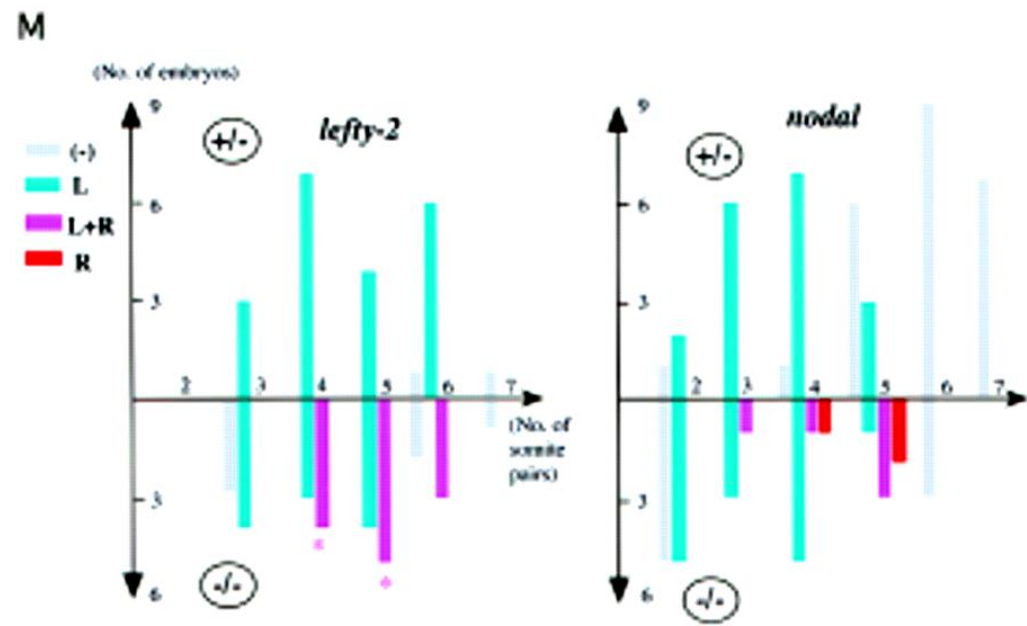 M
(No. of embryos)
(-)
L
L+R
R
lefty-2
+/-
9
6
3
2 3 4 5 6 7
(No. of
somite
pairs)
3
6
-/-
*
*
nodal
+/-
9
6
3
2 3 4 5 6 7
3
6
-/-